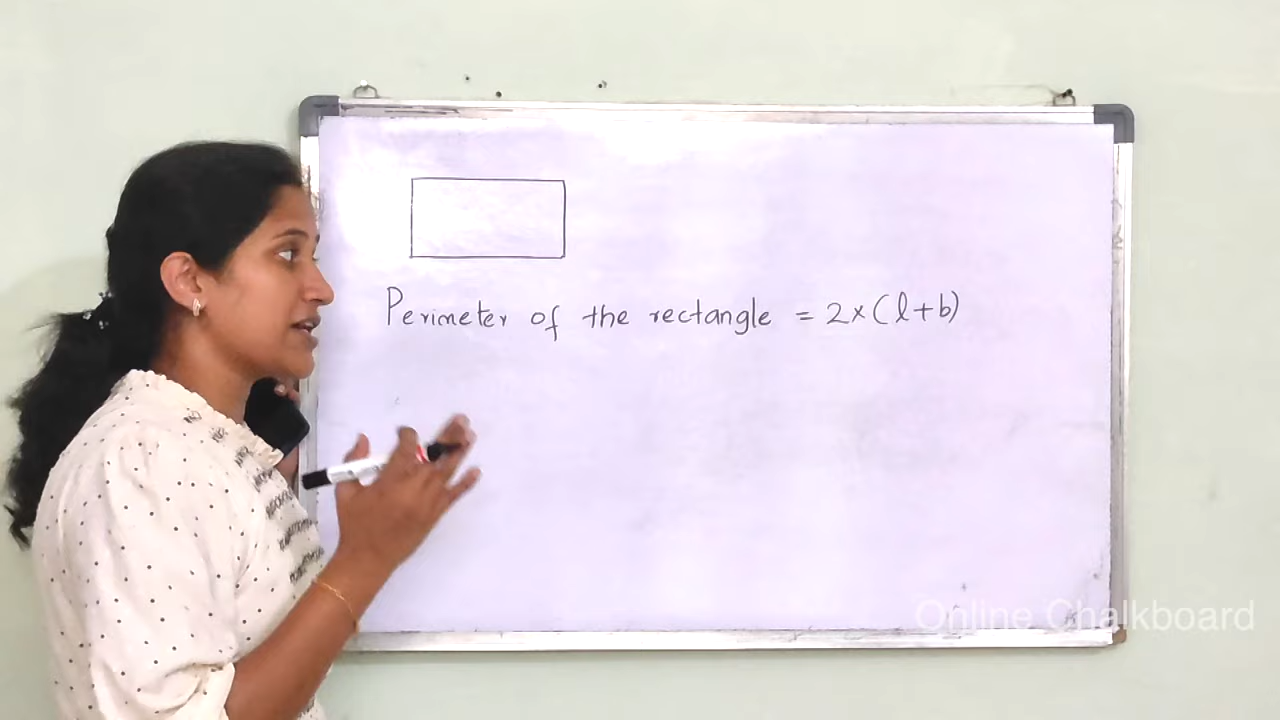 Perimeter of the rectangle = 2×(l+b)
Online Chalkboard